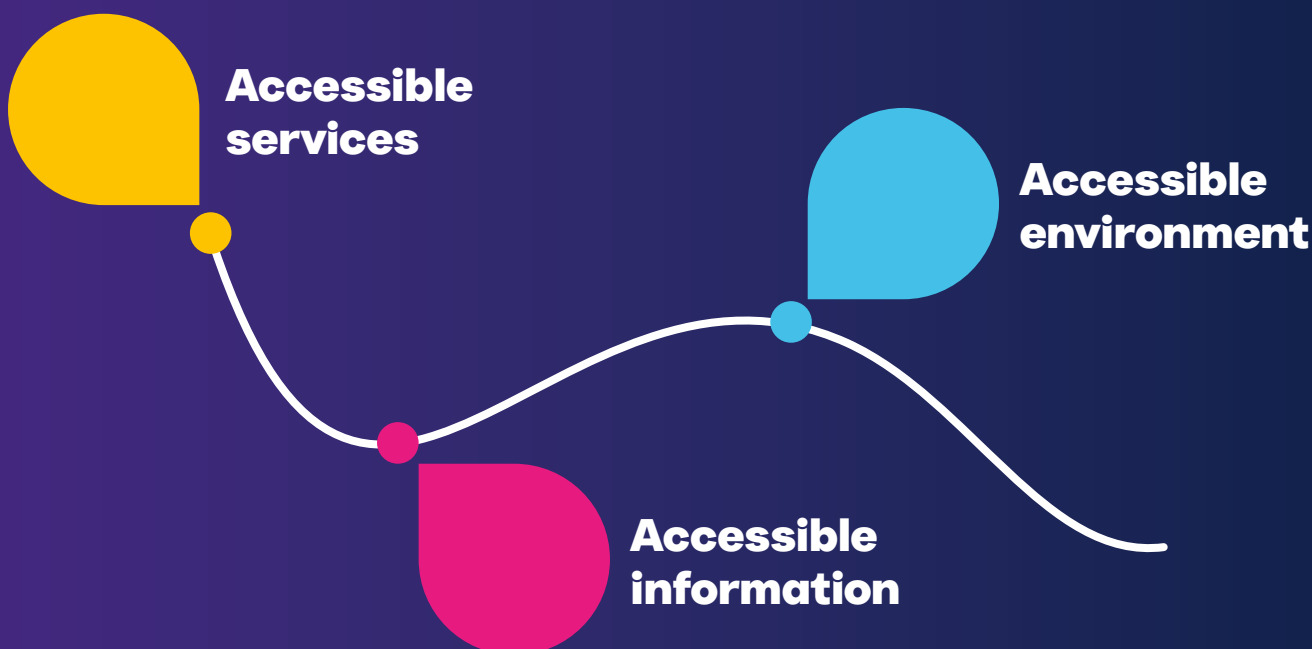 Accessible
services
Accessible
environment
Accessible
information